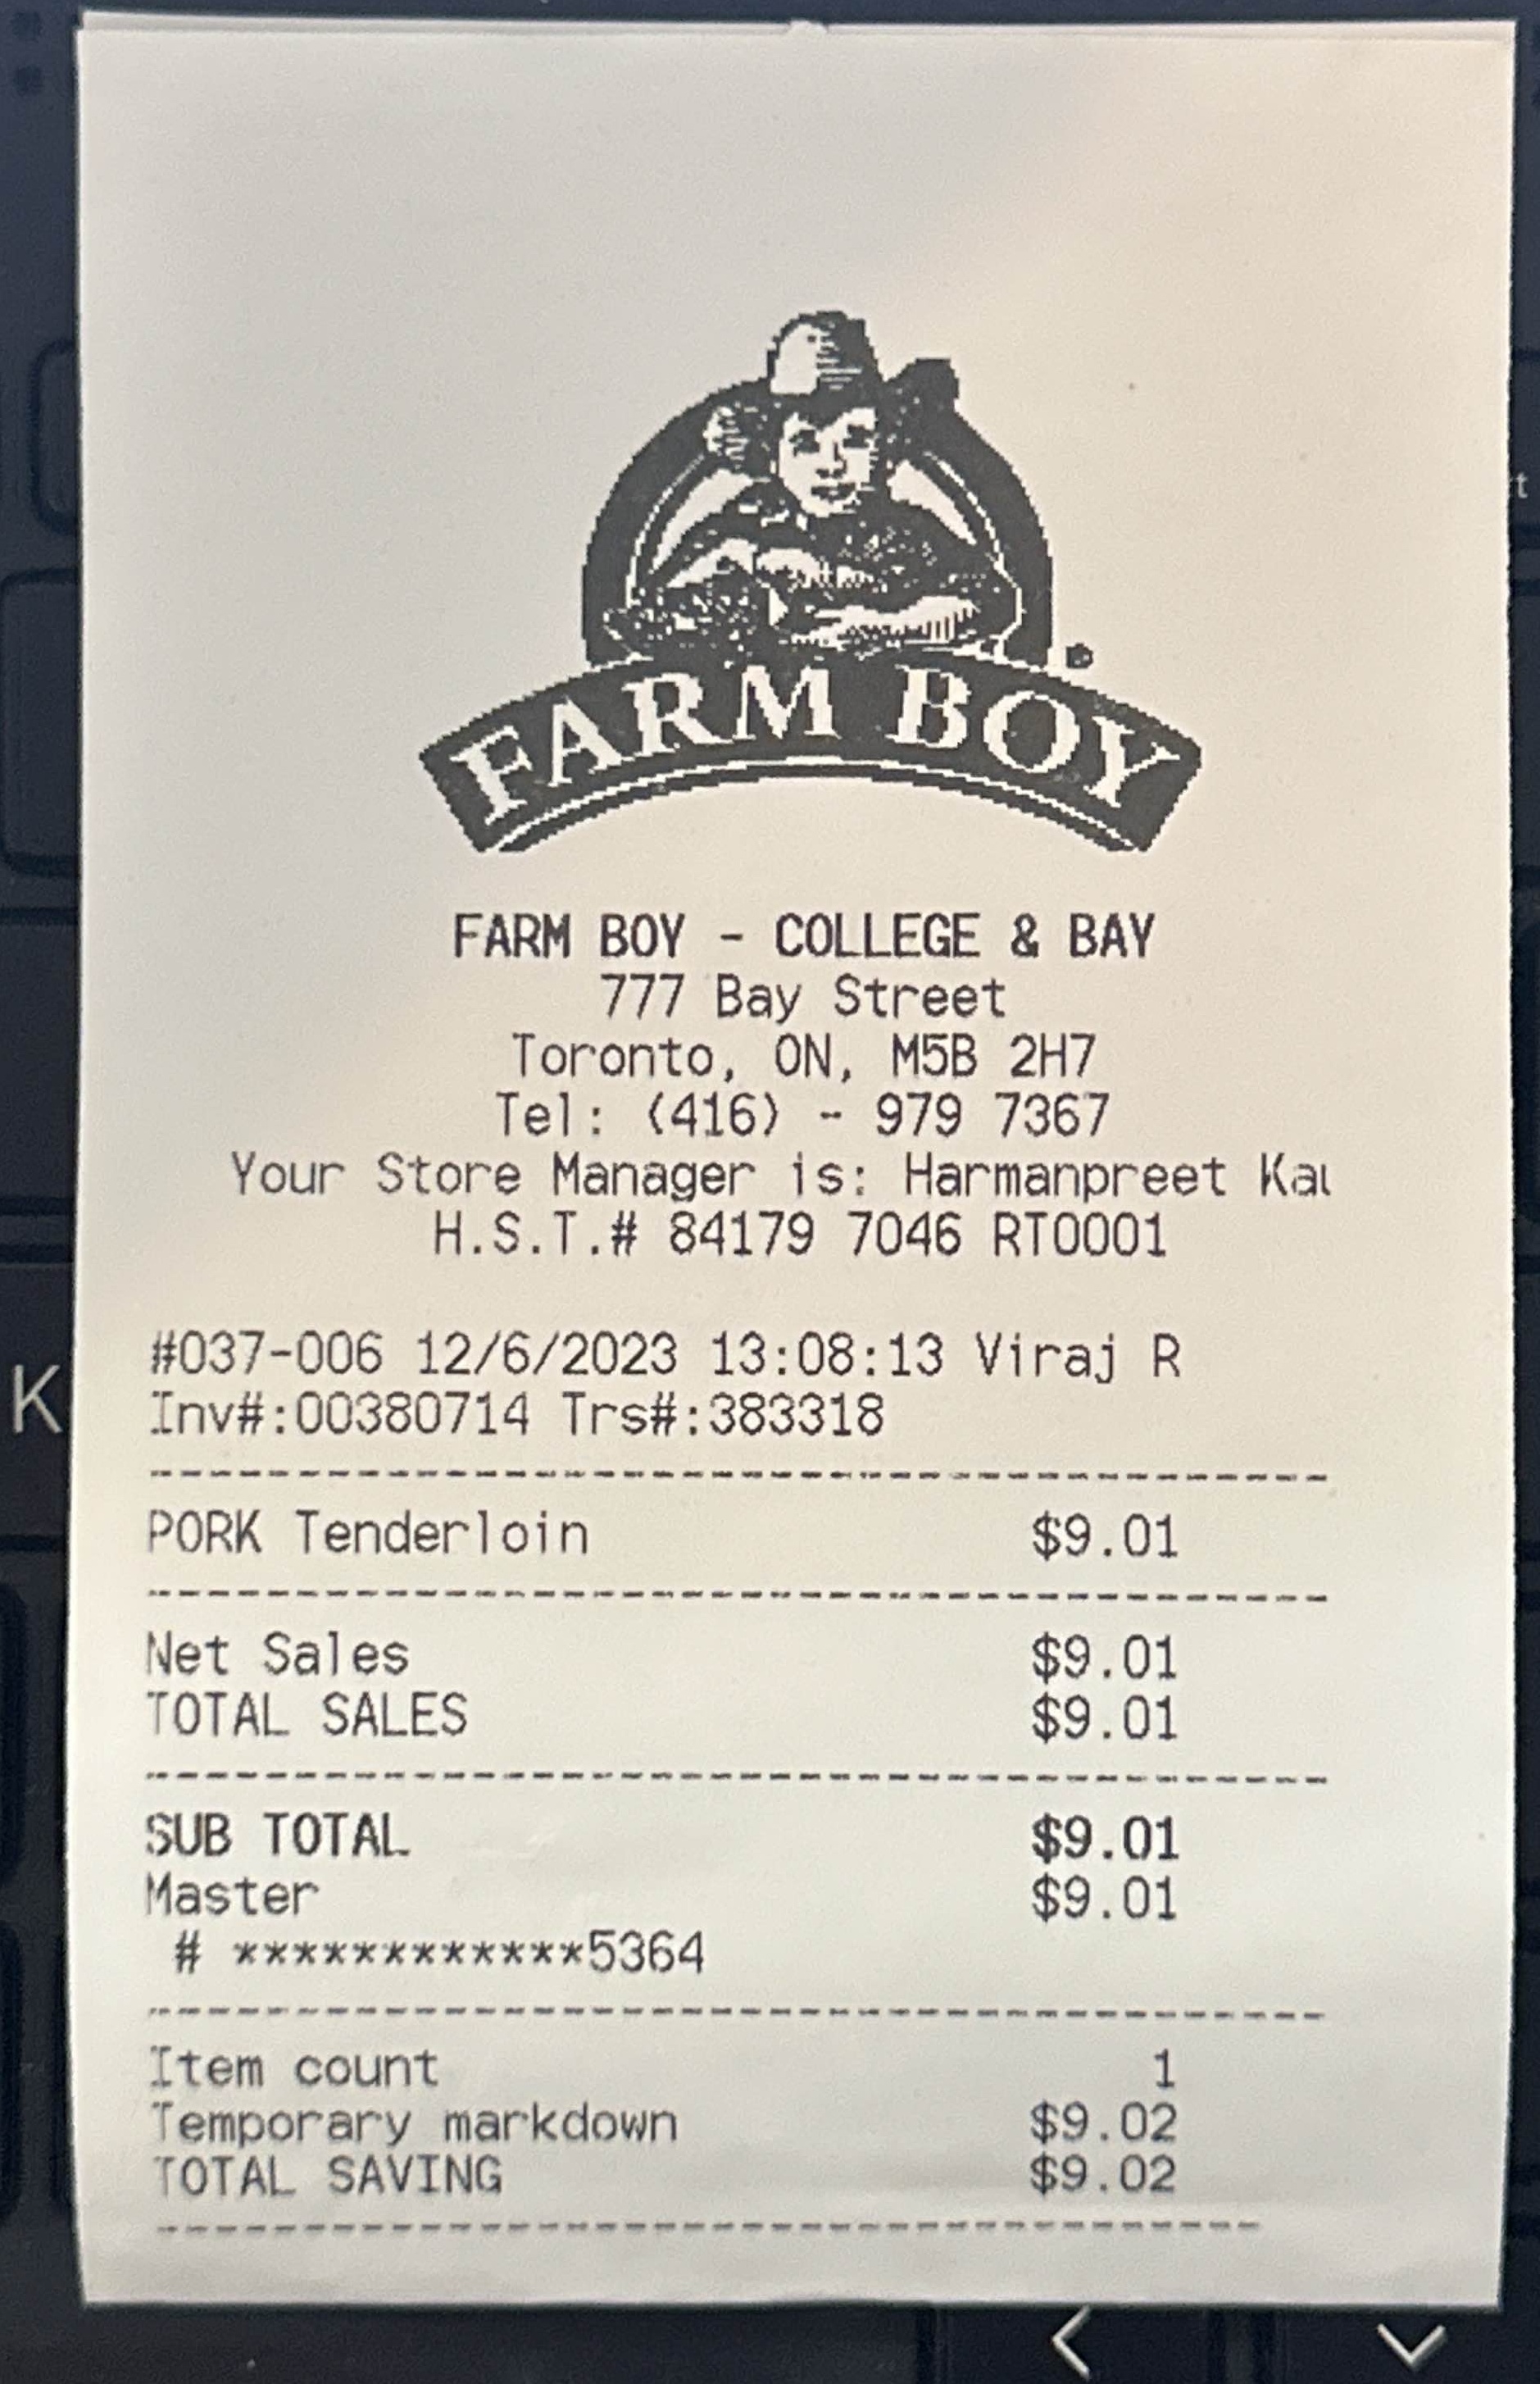 FARM BOY
FARM BOY - COLLEGE & BAY
777 Bay Street
Toronto, ON, M5B 2H7
Tel: (416) - 979 7367
Your Store Manager is: Harmanpreet
H.S.T.# 84179 7046 RT0001
#037-006 12/6/2023 13:08:13 Viraj R
Inv#:00380714 Trs#:383318
PORK Tenderloin $9.01
Net Sales $9.01
TOTAL SALES $9.01
SUB TOTAL $9.01
Master $9.01
# ************5364
Item count 1
Temporary markdown $9.02
TOTAL SAVING $9.02
K